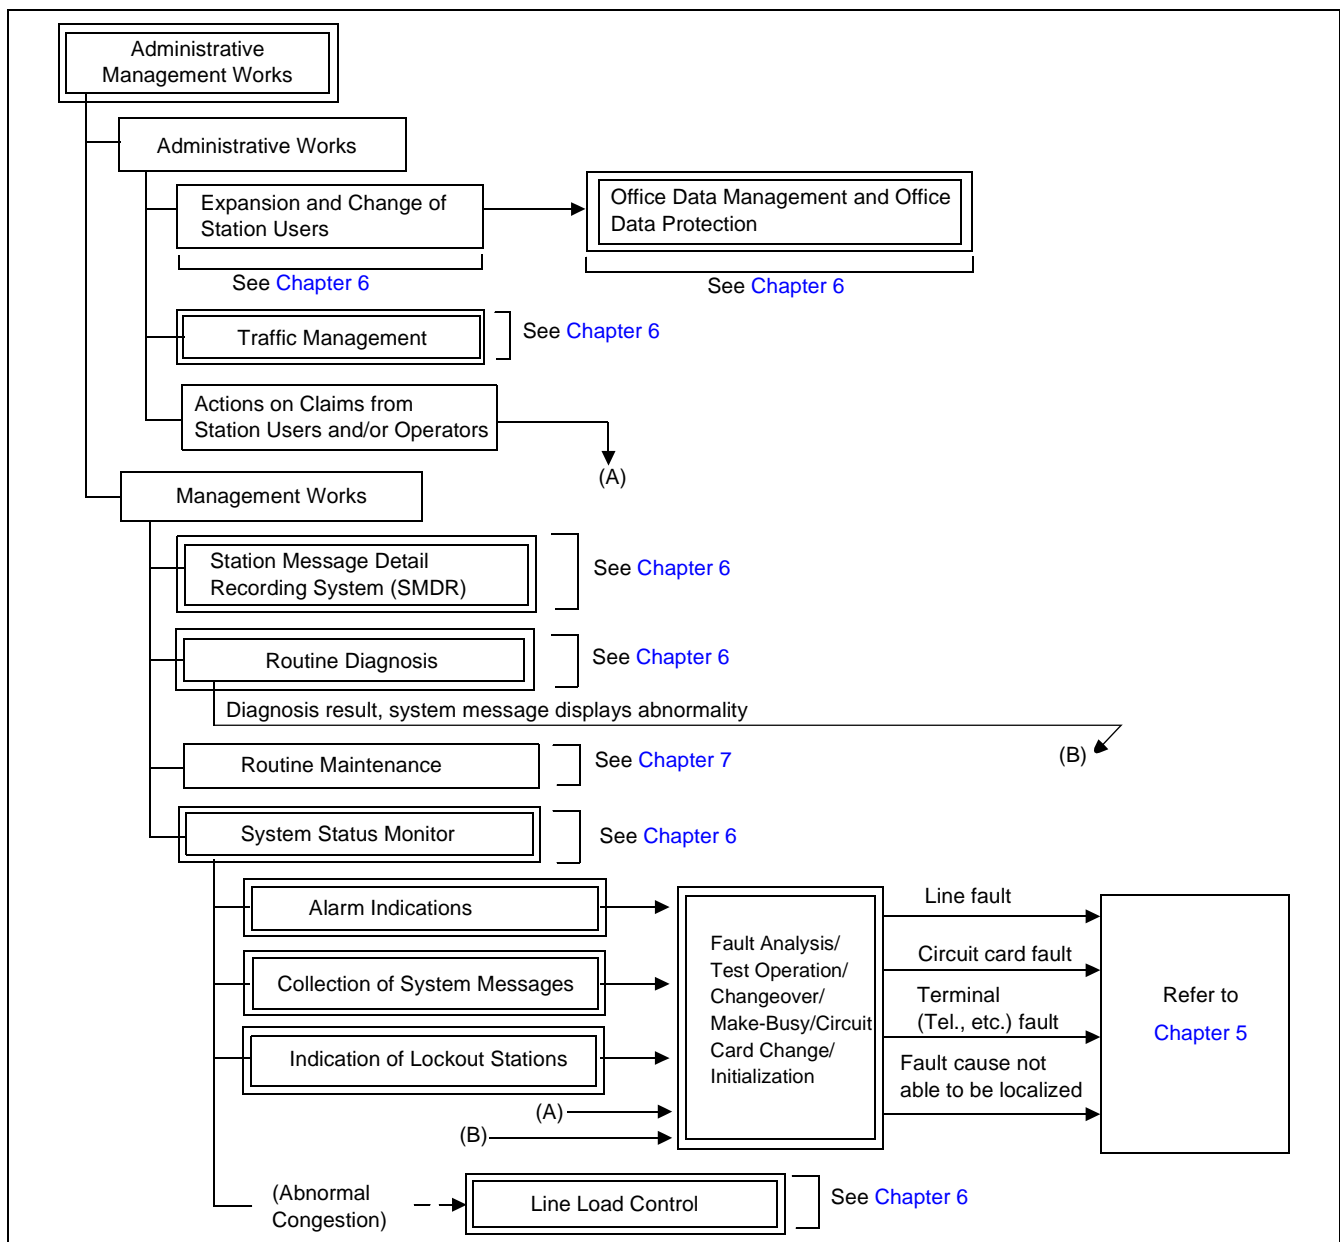 Administrative
Management Works
Administrative Works
Expansion and Change of
Station Users
Office Data Management and Office
Data Protection
See Chapter 6
See Chapter 6
Traffic Management
See Chapter 6
Actions on Claims from
Station Users and/or Operators
(A)
Management Works
Station Message Detail
Recording System (SMDR)
See Chapter 6
Routine Diagnosis
See Chapter 6
Diagnosis result, system message displays abnormality
(B)
Routine Maintenance
See Chapter 7
System Status Monitor
See Chapter 6
Alarm Indications
Collection of System Messages
Indication of Lockout Stations
(A)
(B)
Fault Analysis/
Test Operation/
Changeover/
Make-Busy/Circuit
Card Change/
Initialization
Line fault
Circuit card fault
Terminal
(Tel., etc.) fault
Fault cause not
able to be localized
Refer to
Chapter 5
(Abnormal
Congestion)
Line Load Control
See Chapter 6